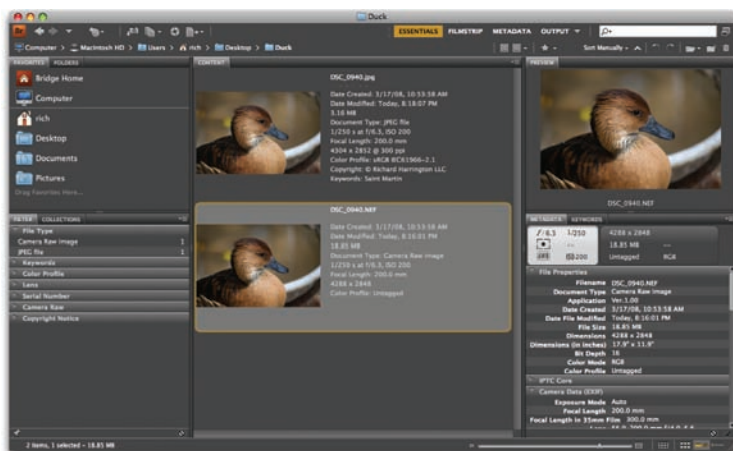 Duck
Br
ESSENTIALS FILMSTRIP METADATA OUTPUT
Computer > Macintosh HD > Users > rich > Desktop > Duck
Sort Manually
FAVORITES FOLDERS
Bridge Home
Computer
rich
Desktop
Documents
Pictures
Drag Favorites Here...
FILTER COLLECTIONS
File Type
Camera Raw image 1
JPEG file 1
Keywords
Color Profile
Lens
Serial Number
Camera Raw
Copyright Notice
CONTENT
DSC_0940.jpg
Date Created: 3/17/08, 10:53:58 AM
Date Modified: Today, 8:18:07 PM
3.16 MB
Document Type: JPEG file
1/250 s at f/6.3, ISO 200
Focal Length: 200.0 mm
4304 x 2852 @ 300 ppi
Color Profile: sRGB IEC61966-2.1
Copyright: © Richard Harrington LLC
Keywords: Saint Martin
DSC_0940.NEF
Date Created: 3/17/08, 10:53:58 AM
Date Modified: Today, 8:16:01 PM
18.85 MB
Document Type: Camera Raw image
1/250 s at f/6.3, ISO 200
Focal Length: 200.0 mm
4288 x 2848
Color Profile: Untagged
PREVIEW
DSC_0940.NEF
METADATA KEYWORDS
f/6.3 1/250
--
ISO 200
4288 x 2848
18.85 MB --
Untagged RGB
File Properties
Filename DSC_0940.NEF
Document Type Camera Raw image
Application Ver.1.00
Date Created 3/17/08, 10:53:58 AM
Date File Modified Today, 8:16:01 PM
File Size 18.85 MB
Dimensions 4288 x 2848
Dimensions (in inches) 17.9" x 11.9"
Bit Depth 16
Color Mode RGB
Color Profile Untagged
IPTC Core
Camera Data (EXIF)
Exposure Mode Auto
Focal Length 200.0 mm
Focal Length in 35mm Film 300.0 mm
2 items, 1 selected - 18.85 MB